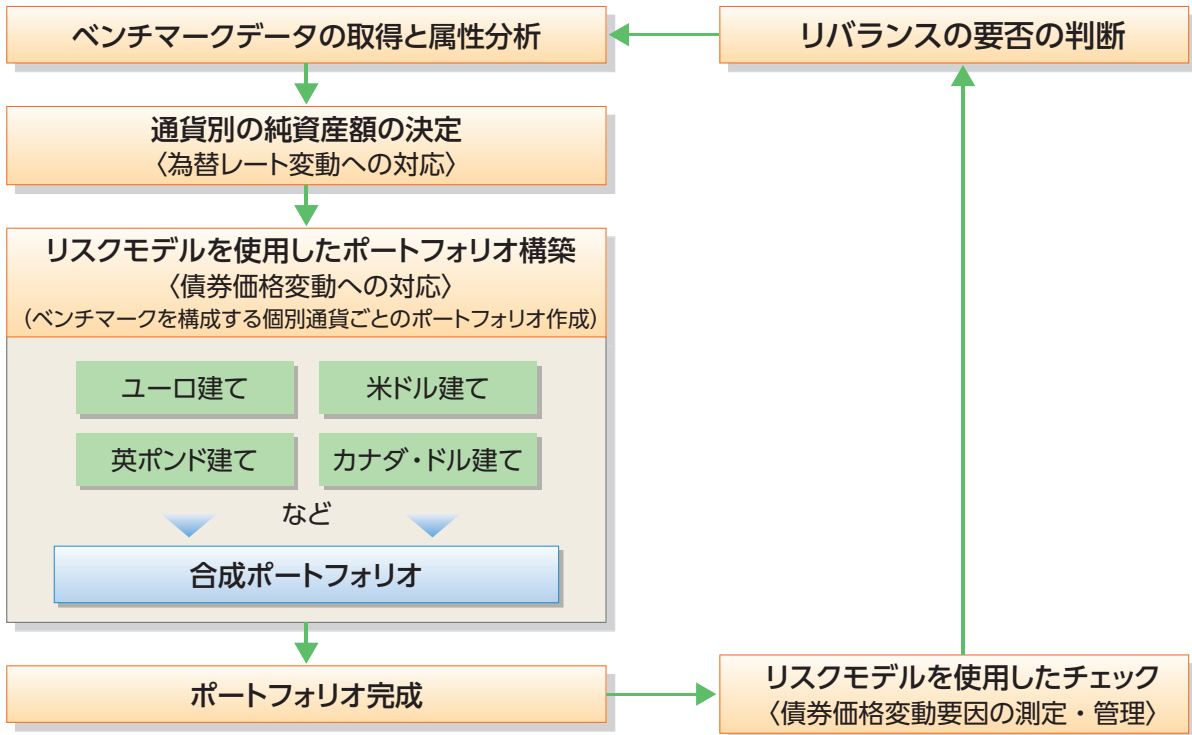 ベンチマークデータの取得と属性分析
通貨別の純資産額の決定
〈為替レート変動への対応〉
リスクモデルを使用したポートフォリオ構築
〈債券価格変動への対応〉
(ベンチマークを構成する個別通貨ごとのポートフォリオ作成)
ユーロ建て
米ドル建て
英ポンド建て
カナダ・ドル建て
など
合成ポートフォリオ
ポートフォリオ完成
リスクモデルを使用したチェック
〈債券価格変動要因の測定・管理〉
リバランスの要否の判断